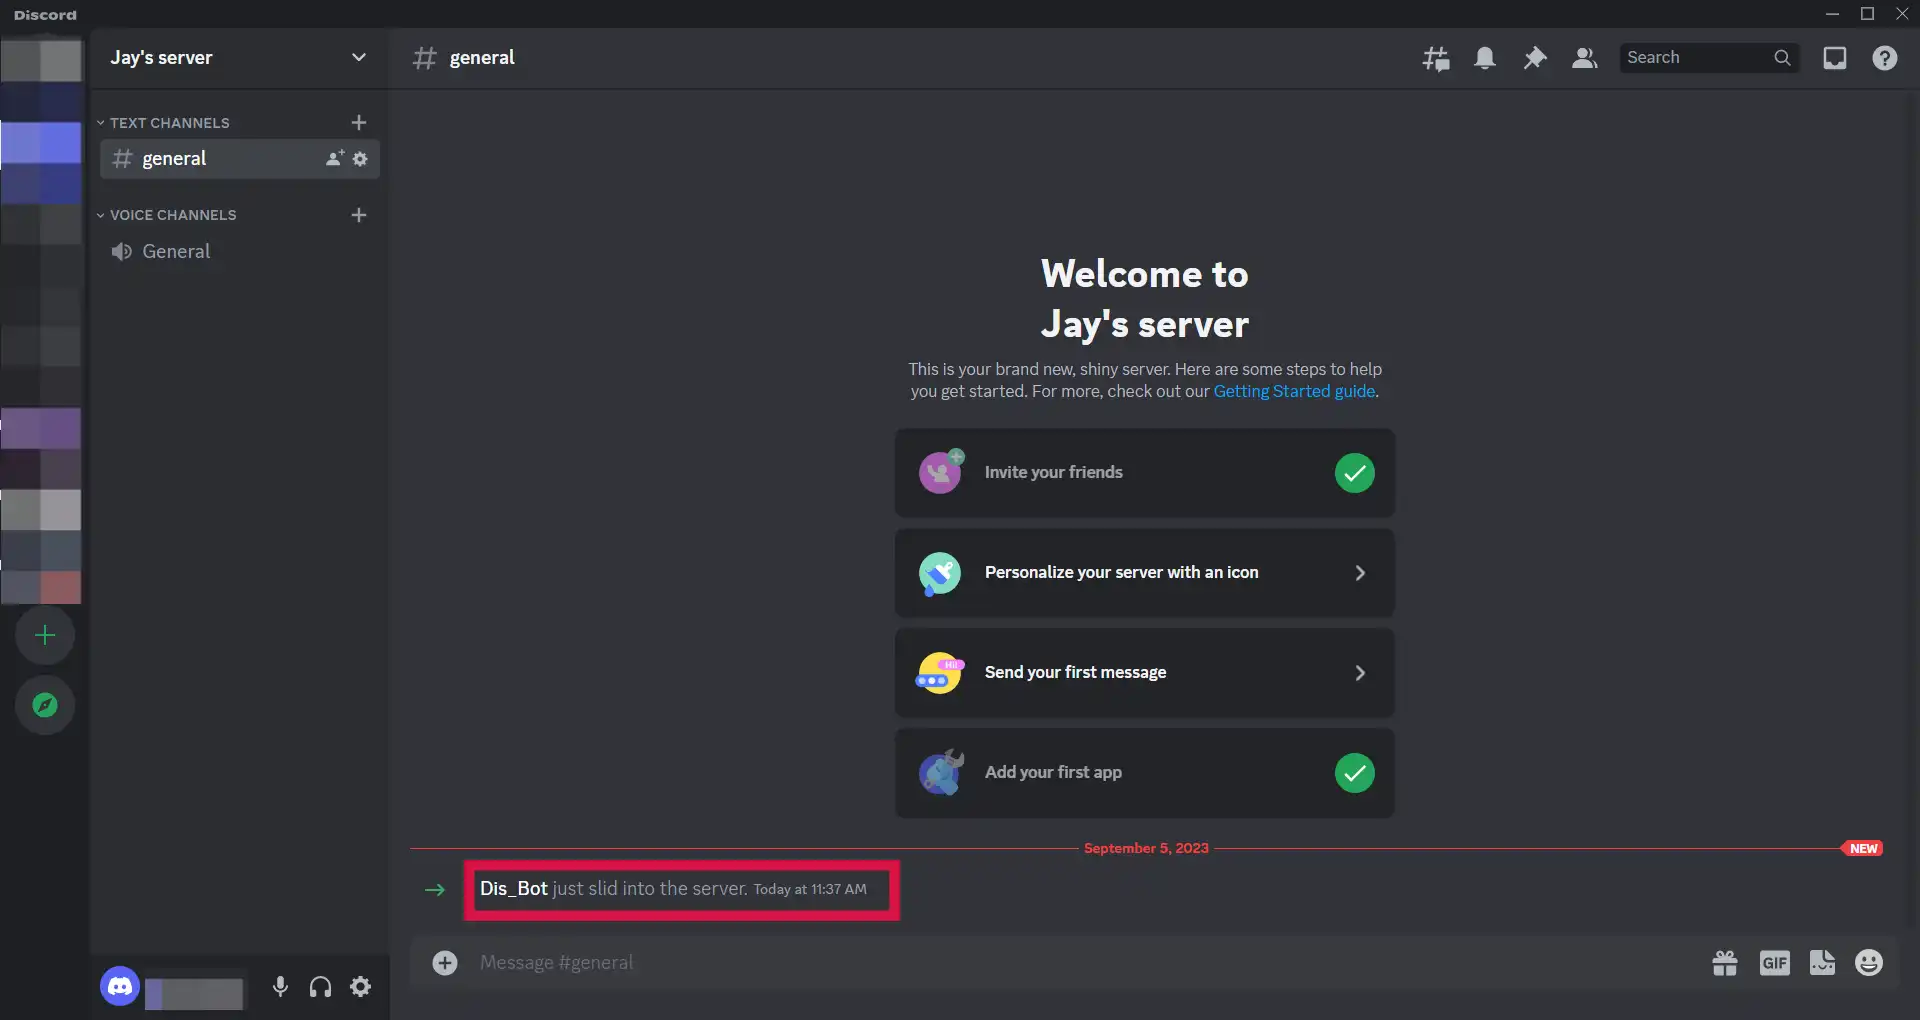 Discord
Jay's server
general
Search
TEXT CHANNELS
general
VOICE CHANNELS
General
Welcome to
Jay's server
This is your brand new, shiny server. Here are some steps to help
you get started. For more, check out our Getting Started guide.
Invite your friends
Personalize your server with an icon
Hi!
Send your first message
Add your first app
September 5, 2023
NEW
Dis_Bot just slid into the server. Today at 11:37 AM
Message #general
GIF